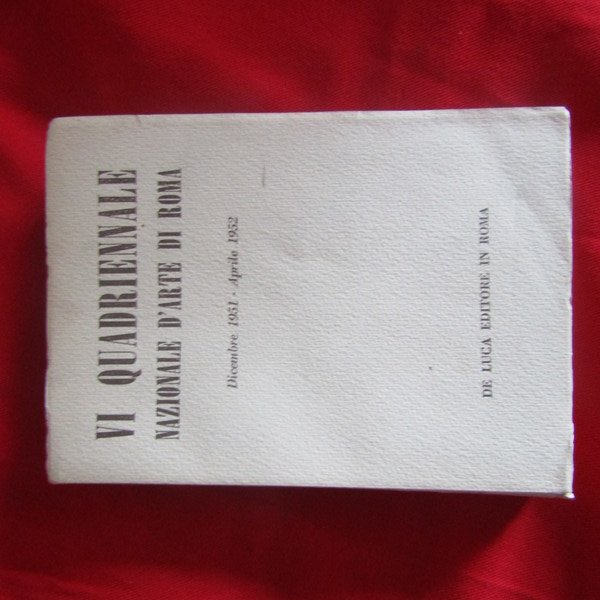 VI QUADRIENNALE
NAZIONALE D'ARTE DI ROMA
Dicembre 1951 - Aprile 1952
DE LUCA EDITORE IN ROMA